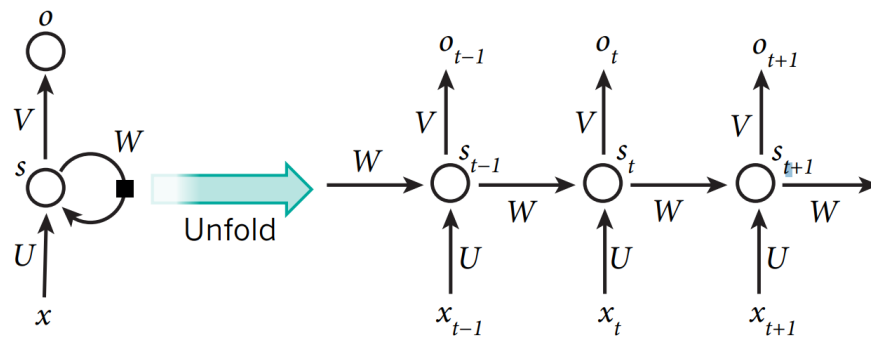 o
o_{t-1} o_t o_{t+1}
V V V V
W
W
s s_{t-1} s_t s_{t+1}
W W W
Unfold
U U U U
x x_{t-1} x_t x_{t+1}